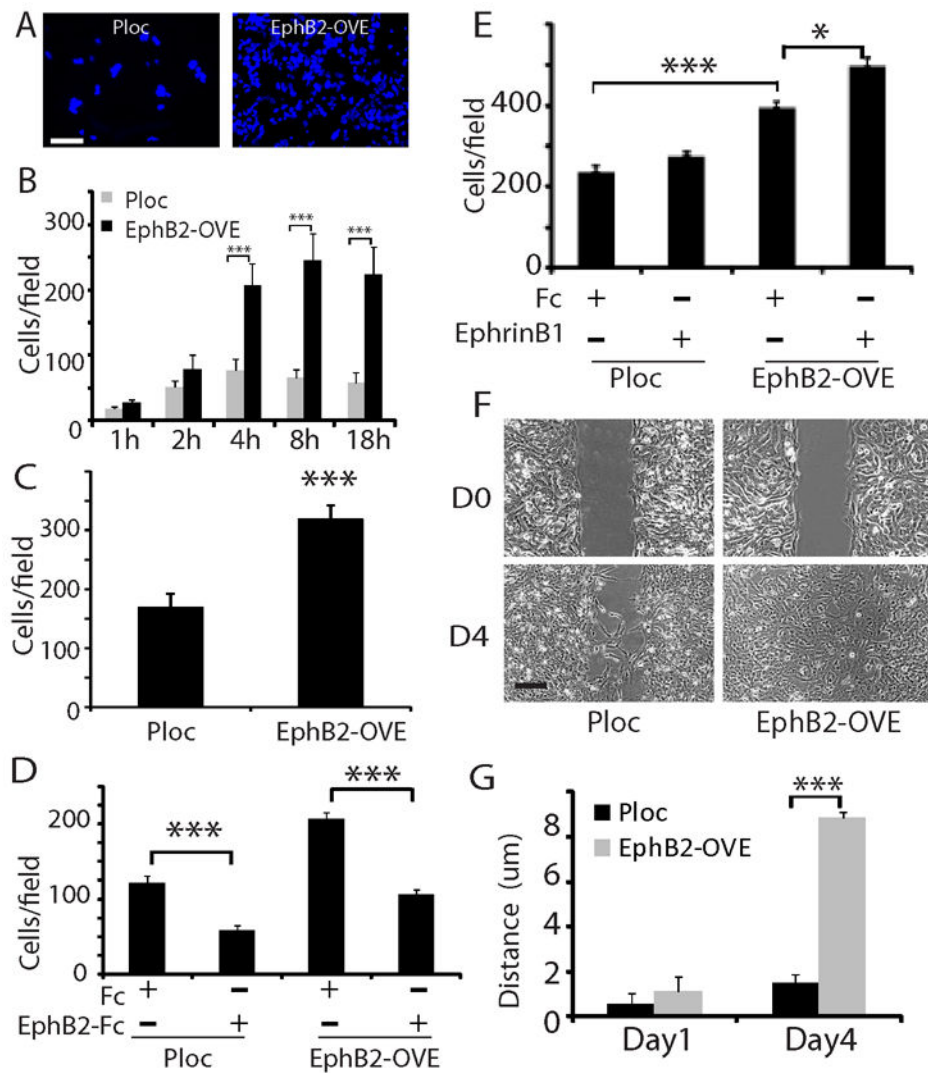 A
Ploc
EphB2-OVE
B
Ploc
EphB2-OVE
Cells/field
300
200
100
0
***
***
***
1h 2h 4h 8h 18h
C
Cells/field
300
200
100
0
***
Ploc
EphB2-OVE
D
Cells/field
200
100
0
***
***
Fc + - + -
EphB2-Fc - + - +
Ploc
EphB2-OVE
E
Cells/field
400
200
0
***
*
Fc + - + -
EphrinB1 - + - +
Ploc
EphB2-OVE
F
D0
D4
Ploc
EphB2-OVE
G
Ploc
EphB2-OVE
Distance (um)
8
6
4
2
0
***
Day1
Day4